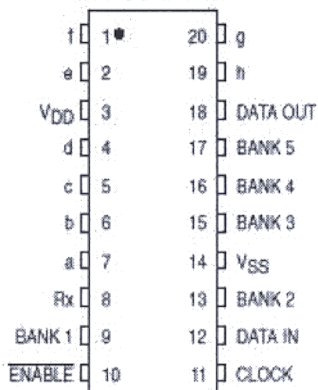 f 1 20 g
e 2 19 h
VDD 3 18 DATA OUT
d 4 17 BANK 5
c 5 16 BANK 4
b 6 15 BANK 3
a 7 14 VSS
Rx 8 13 BANK 2
BANK 1 9 12 DATA IN
ENABLE 10 11 CLOCK